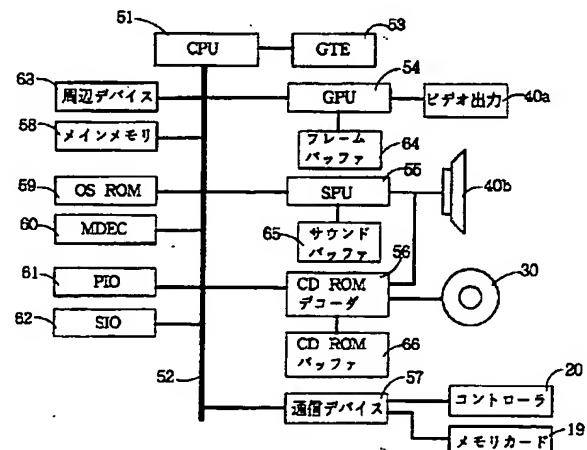 51
CPU
53
GTE
63
周辺デバイス
54
GPU
ビデオ出力
40a
58
メインメモリ
フレーム
バッファ
64
59
OS ROM
55
SPU
40b
60
MDEC
65
サウンド
バッファ
56
61
PIO
CD ROM
デコーダ
30
62
SIO
CD ROM
バッファ
66
52
57
通信デバイス
20
コントローラ
メモリカード
19